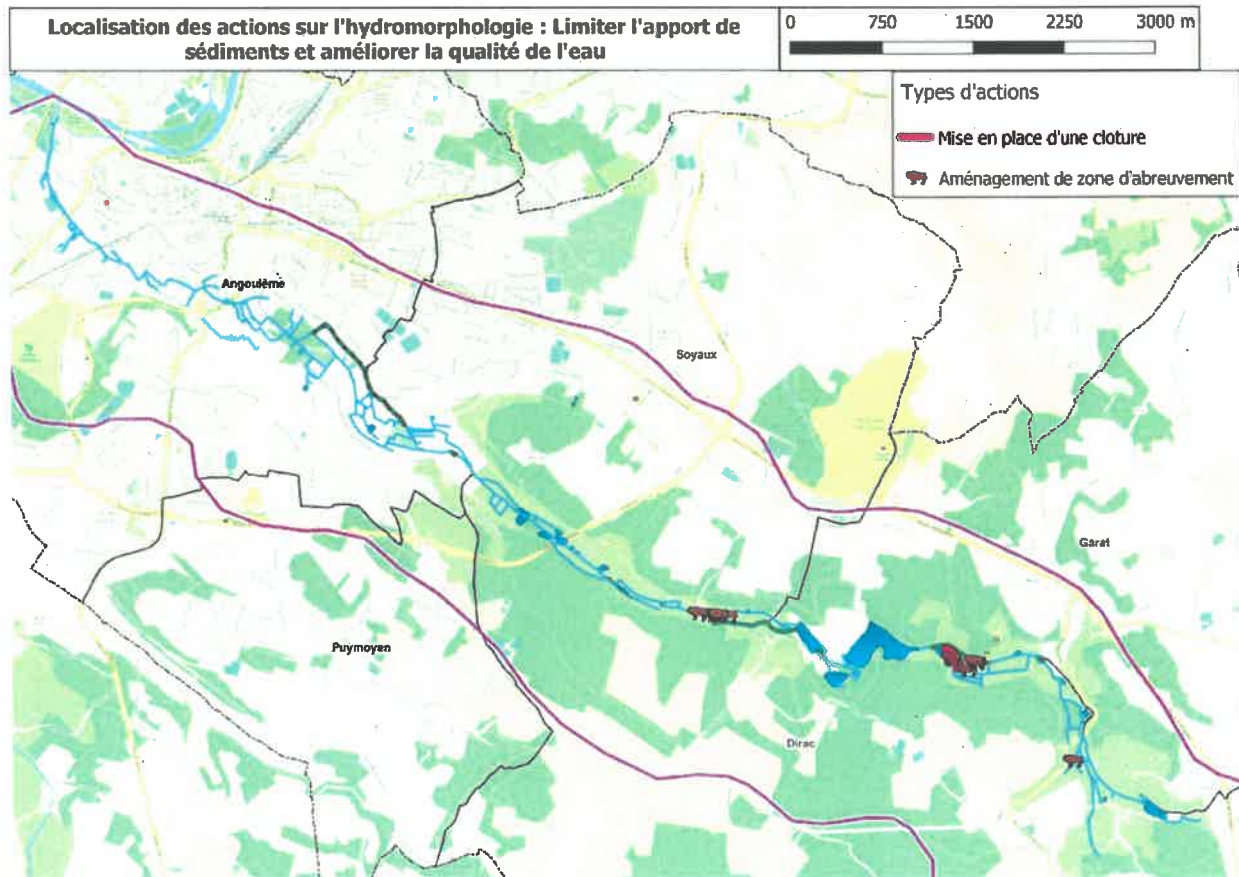 Localisation des actions sur l'hydromorphologie : Limiter l'apport de
sédiments et améliorer la qualité de l'eau
0 750 1500 2250 3000 m
Types d'actions
Mise en place d'une cloture
Aménagement de zone d'abreuvement
Angoulême
Soyaux
Garat
Puymoyen
Dirac